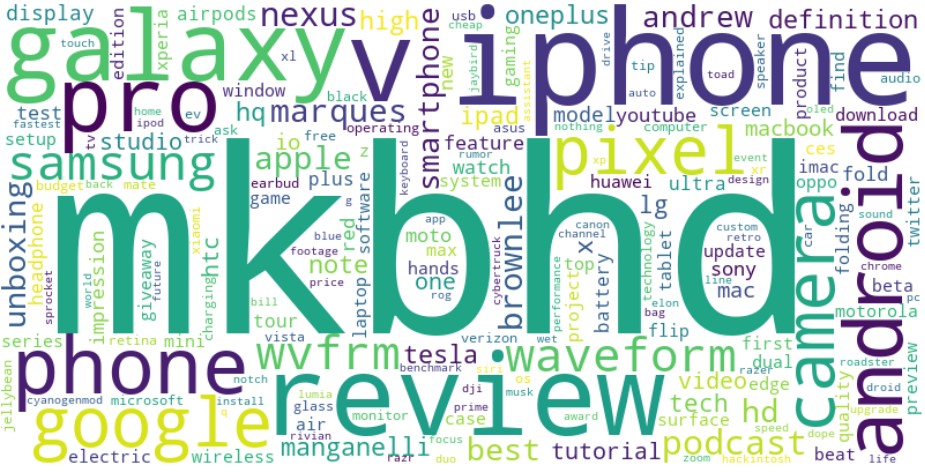 display
airpods
nexus
high
usb
cheap
oneplus
andrew
definition
galaxy
v
iphone
touch
edition
xperia
xl
smartphone
new
jaybird
gaming
assistant
drive
tip
auto
explained
toad
speaker
product
find
audio
pro
window
black
test
fastest
home
ipod
ev
hq
marques
ipad
model
youtube
screen
oled
download
setup
tv
studio
trick
ask
free
operating
asus
nothing
computer
macbook
ces
samsung
io
apple
z
keyboard
feature
rumor
watch
system
pixel
xp
event
xr
design
imac
fold
android
unboxing
budget
back
mate
earbud
plus
game
g
software
huawei
ultra
oppo
twitter
headphone
mkbhd
camera
folding
sprocket
world
impression
giveaway
future
xiaomi
charging
htc
red
blue
footage
note
price
laptop
app
moto
max
hands
one
rog
brownlee
cybertruck
lg
canon
channel
x
performance
project
top
battery
technology
tablet
elon
bag
custom
retro
update
sony
line
mac
car
sound
chrome
beta
pc
motorola
series
retina
mini
bill
tour
vista
verizon
wet
flip
first
dual
roadster
jellybean
phone
notch
wvfrm
tesla
benchmark
siri
os
waveform
razer
droid
preview
cyanogenmod
microsoft
install
q
lumia
glass
air
rivian
review
dji
prime
case
musk
award
video
edge
tech
surface
hd
speed
quality
upgrade
dope
google
monitor
electric
wireless
manganelli
razr
focus
duo
best
tutorial
podcast
zoom
hackintosh
beat
life